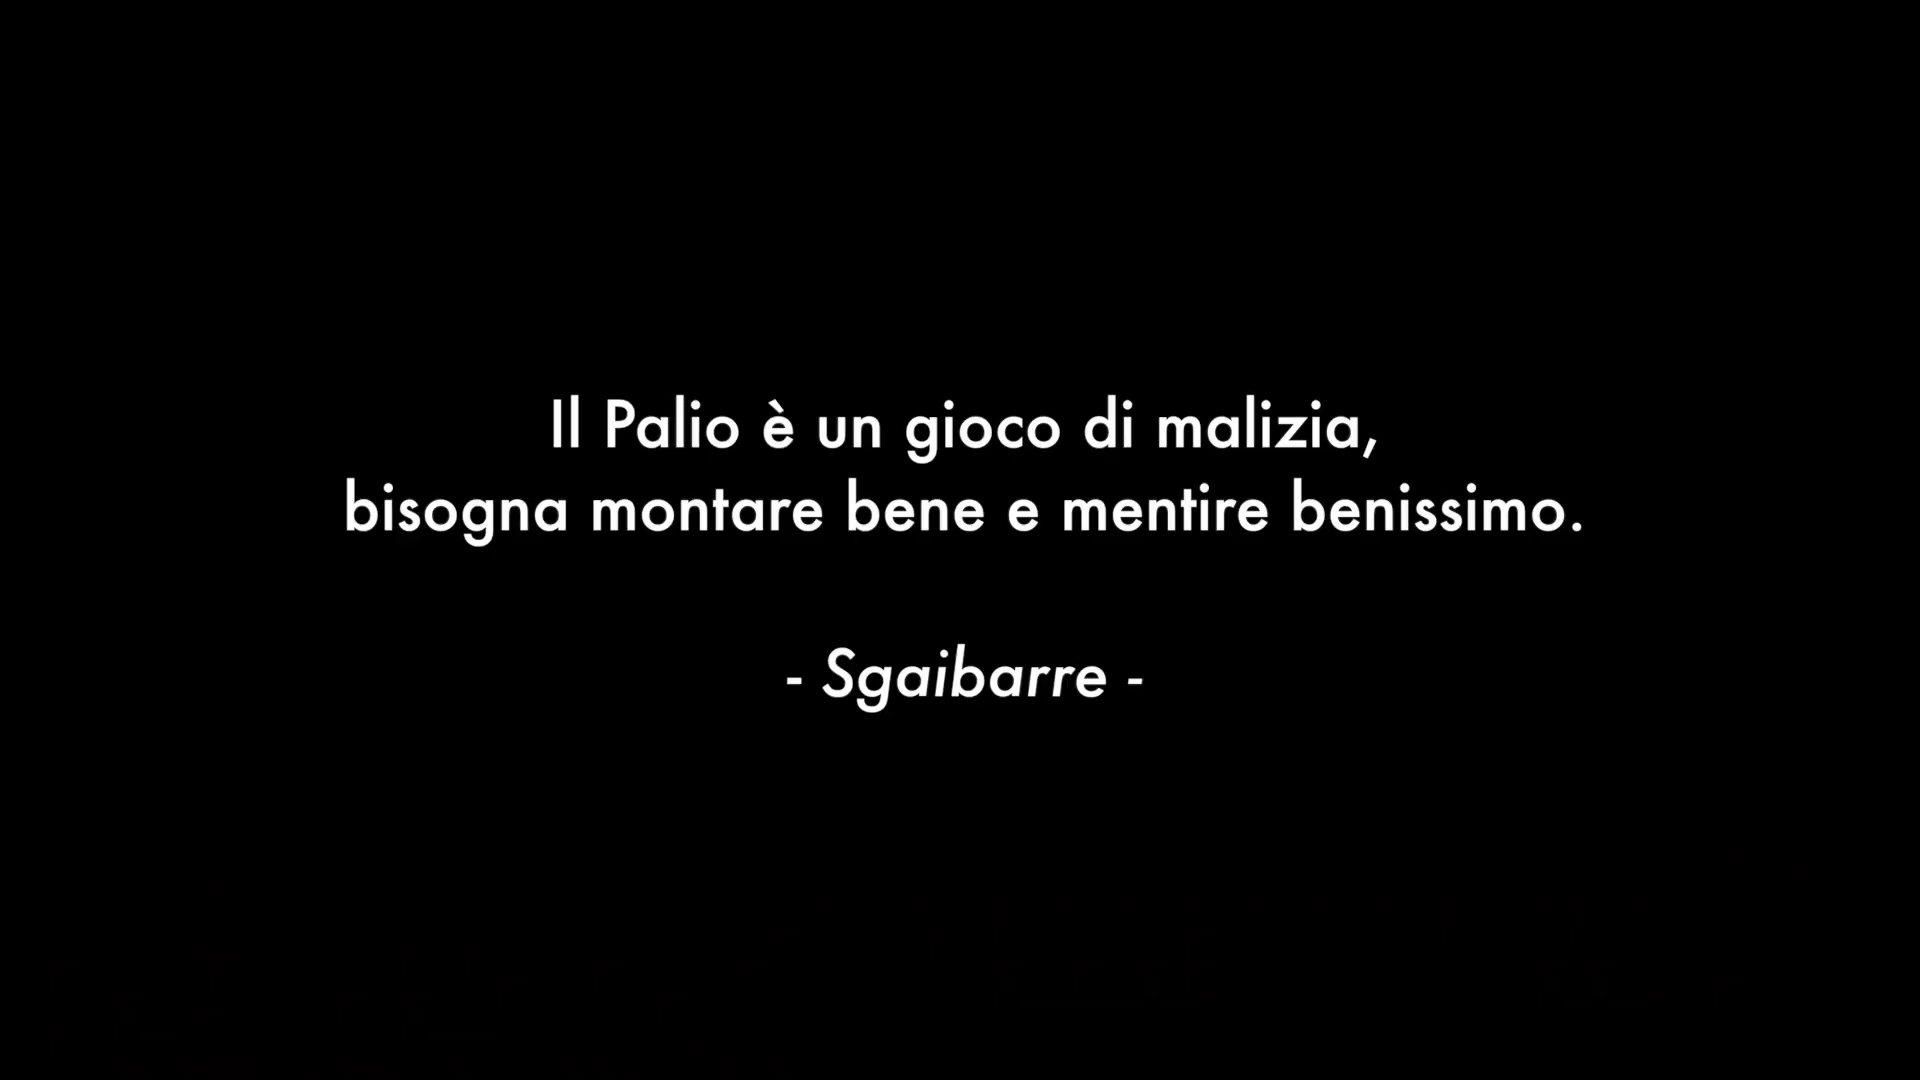 Il Palio è un gioco di malizia,
bisogna montare bene e mentire benissimo.
- Sgaibarre -